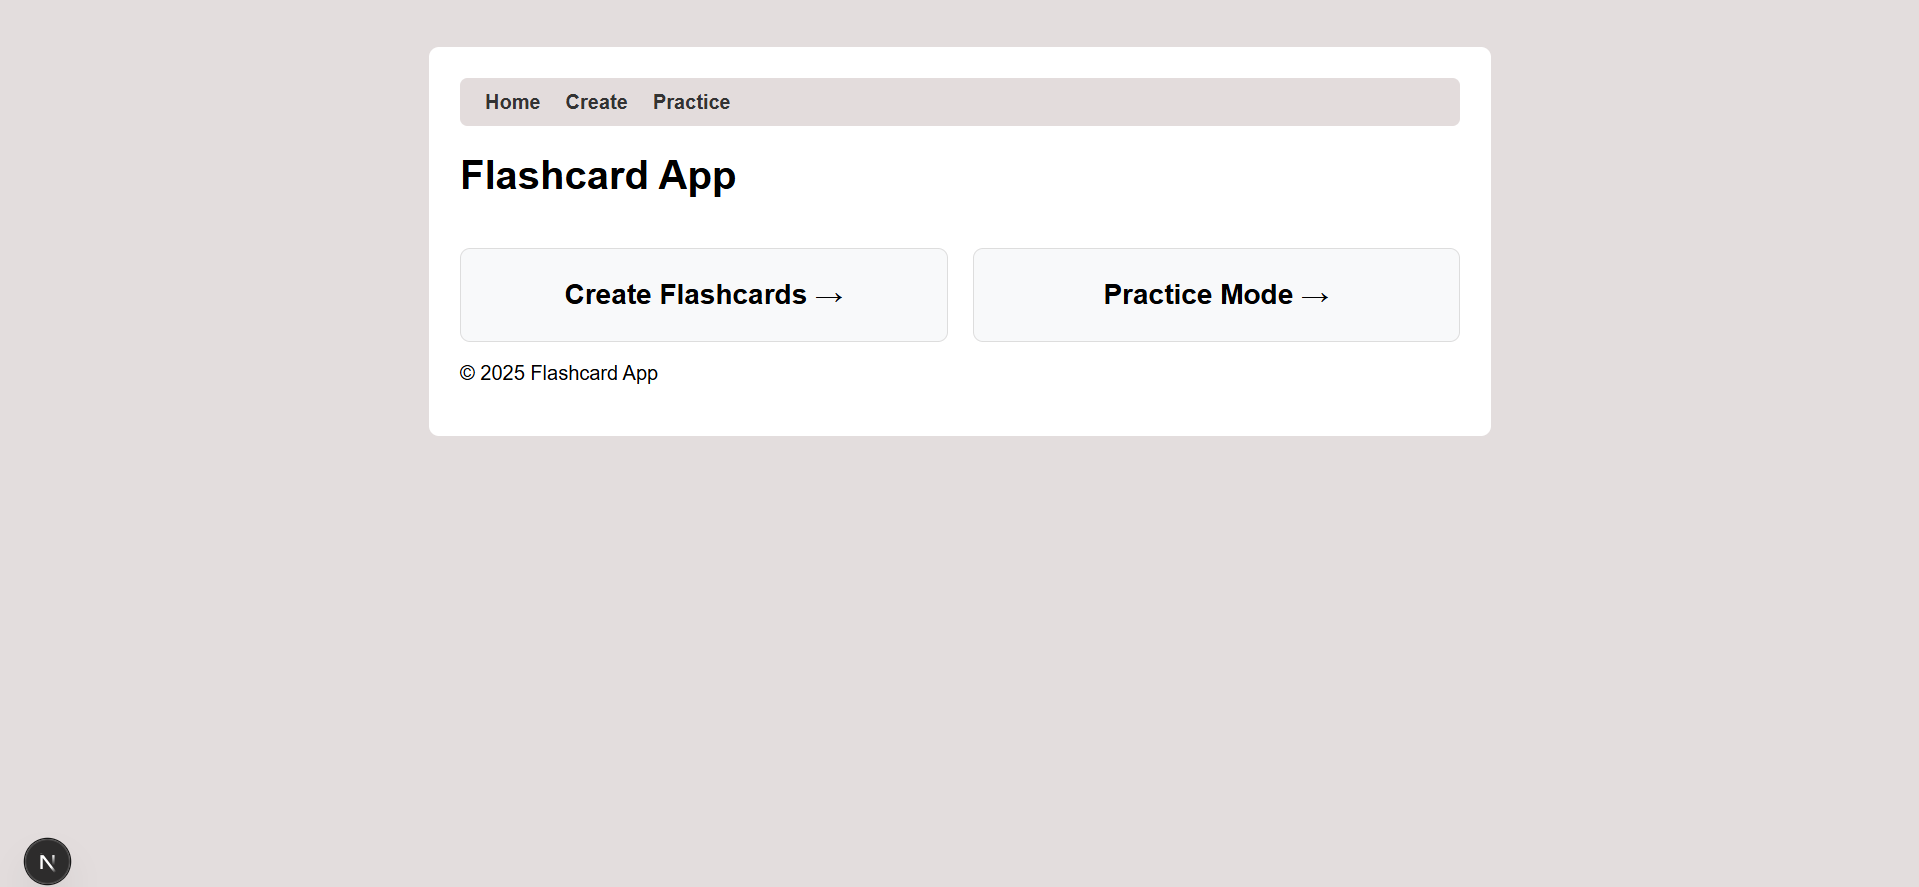 Home Create Practice
Flashcard App
Create Flashcards → Practice Mode →
© 2025 Flashcard App
N